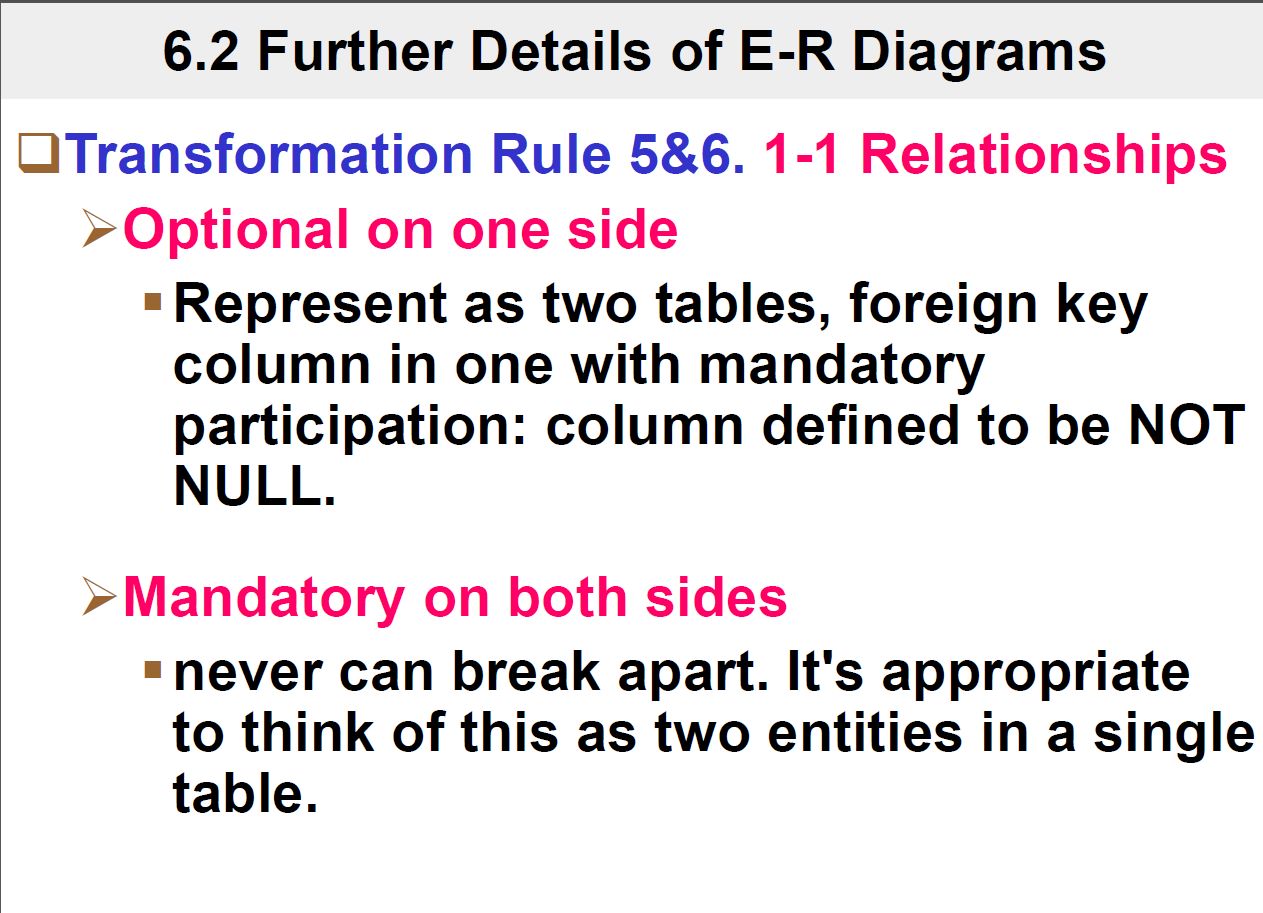 6.2 Further Details of E-R Diagrams
Transformation Rule 5&6. 1-1 Relationships
Optional on one side
Represent as two tables, foreign key
column in one with mandatory
participation: column defined to be NOT
NULL.
Mandatory on both sides
never can break apart. It's appropriate
to think of this as two entities in a single
table.